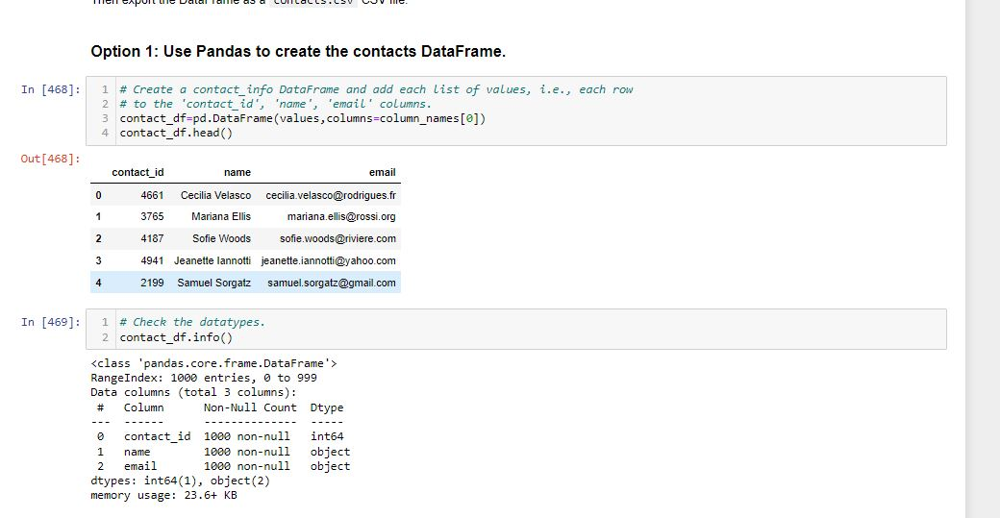 Then export the DataFrame as a contacts.csv CSV file.
Option 1: Use Pandas to create the contacts DataFrame.
In [468]:
1 # Create a contact_info DataFrame and add each list of values, i.e., each row
2 # to the 'contact_id', 'name', 'email' columns.
3 contact_df=pd.DataFrame(values,columns=column_names[0])
4 contact_df.head()
Out[468]:
contact_id name email
0 4661 Cecilia Velasco cecilia.velasco@rodrigues.fr
1 3765 Mariana Ellis mariana.ellis@rossi.org
2 4187 Sofie Woods sofie.woods@riviere.com
3 4941 Jeanette Iannotti jeanette.iannotti@yahoo.com
4 2199 Samuel Sorgatz samuel.sorgatz@gmail.com
In [469]:
1 # Check the datatypes.
2 contact_df.info()
<class 'pandas.core.frame.DataFrame'>
RangeIndex: 1000 entries, 0 to 999
Data columns (total 3 columns):
# Column Non-Null Count Dtype
--- ------ -------------- -----
0 contact_id 1000 non-null int64
1 name 1000 non-null object
2 email 1000 non-null object
dtypes: int64(1), object(2)
memory usage: 23.6+ KB